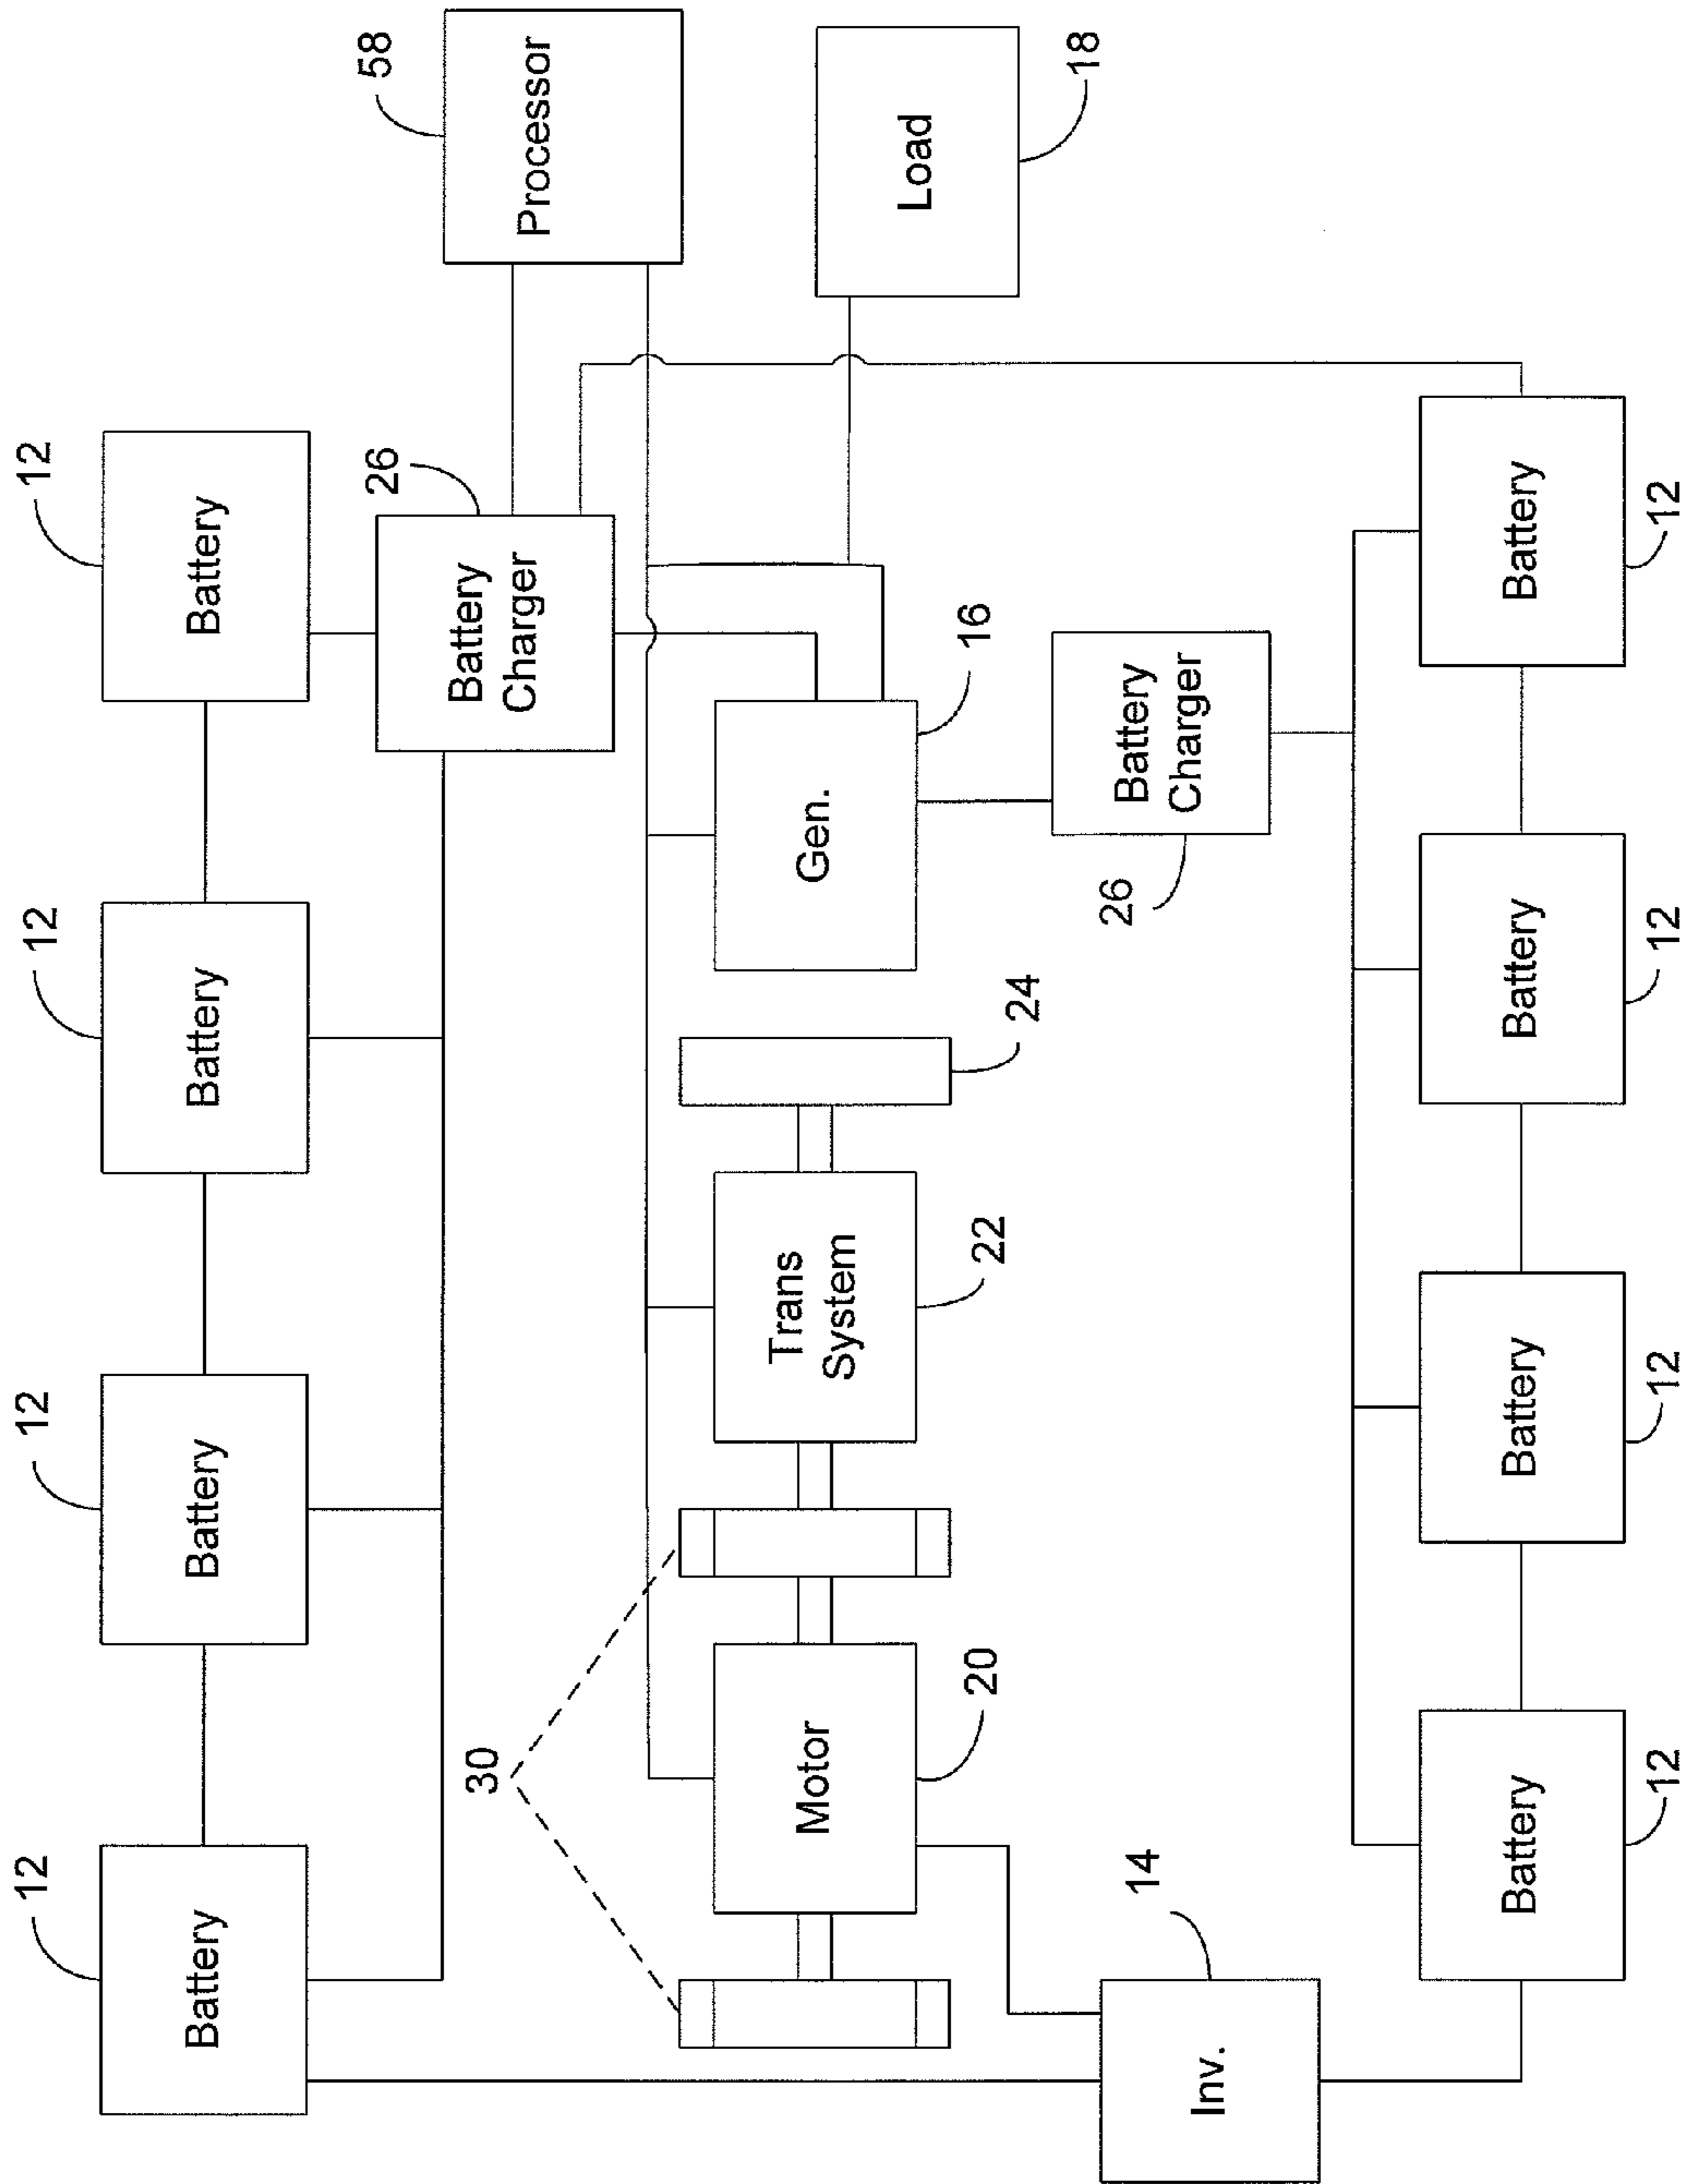 12
12
12
12
Battery
Battery
Battery
Battery
26
58
Battery
Charger
Processor
30
Motor
Trans
System
Gen.
Load
20
22
24
16
18
14
26
Battery
Charger
Inv.
Battery
Battery
Battery
Battery
12
12
12
12